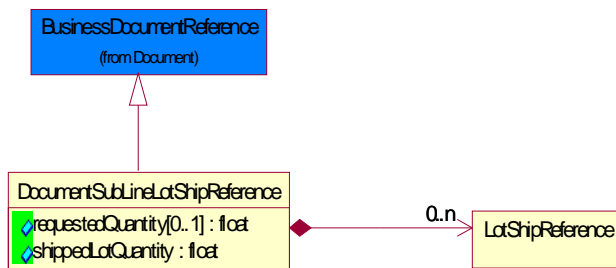 BusinessDocumentReference
(from Document)
DocumentSubLineLotShipReference
requestedQuantity[0..1] : float
shippedLotQuantity : float
0..n
LotShipReference